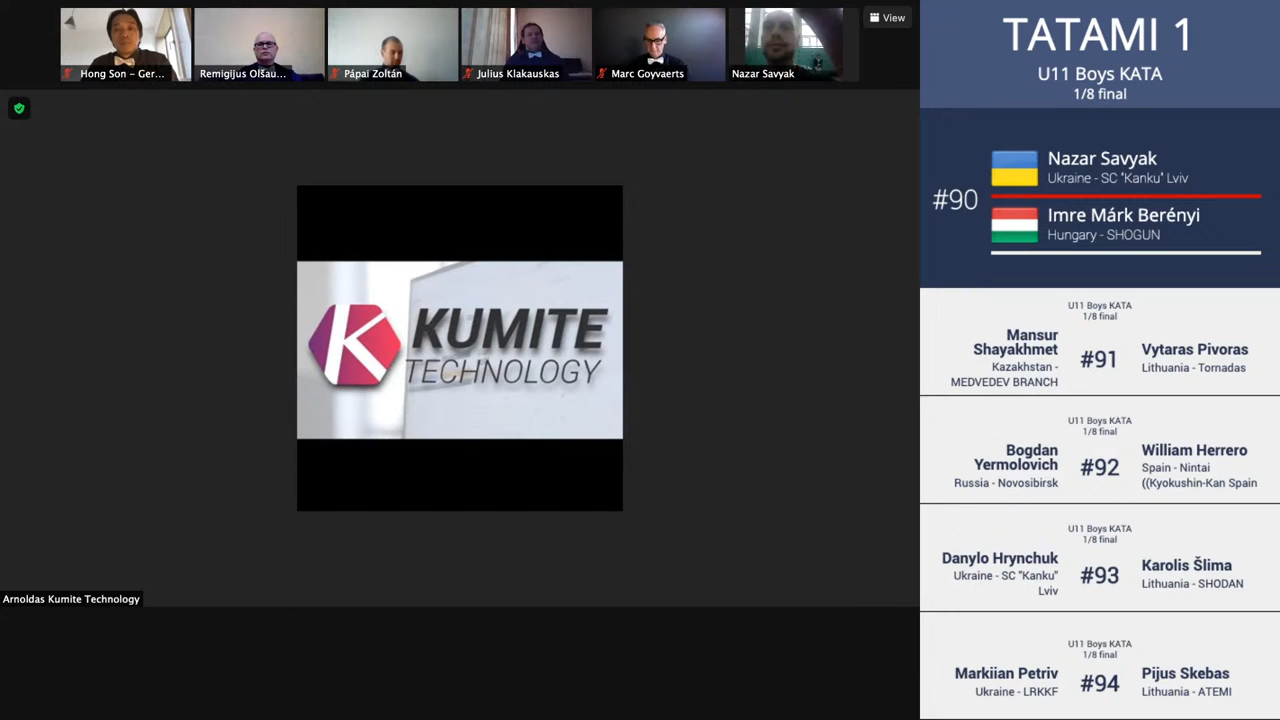 Hong Son – Ger...
Remigijus Olšau...
Pápai Zoltán
Julius Klakauskas
Marc Goyvaerts
Nazar Savyak
View
K KUMITE
TECHNOLOGY
Arnoldas Kumite Technology
TATAMI 1
U11 Boys KATA
1/8 final
#90
Nazar Savyak
Ukraine - SC "Kanku" Lviv
Imre Márk Berényi
Hungary - SHOGUN
U11 Boys KATA
1/8 final
Mansur
Shayakhmet
Kazakhstan -
MEDVEDEV BRANCH
#91
Vytaras Pivoras
Lithuania - Tornadas
U11 Boys KATA
1/8 final
Bogdan
Yermolovich
Russia - Novosibirsk
#92
William Herrero
Spain - Nintai
((Kyokushin-Kan Spain
U11 Boys KATA
1/8 final
Danylo Hrynchuk
Ukraine - SC "Kanku"
Lviv
#93
Karolis Šlima
Lithuania - SHODAN
U11 Boys KATA
1/8 final
Markiian Petriv
Ukraine - LRKKF
#94
Pijus Skebas
Lithuania - ATEMI